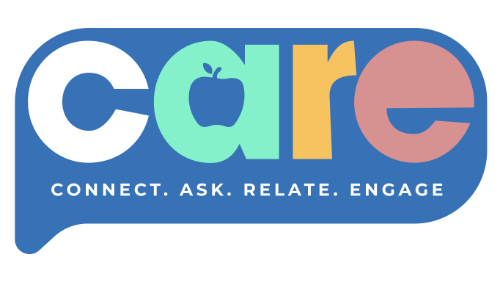 care
CONNECT. ASK. RELATE. ENGAGE